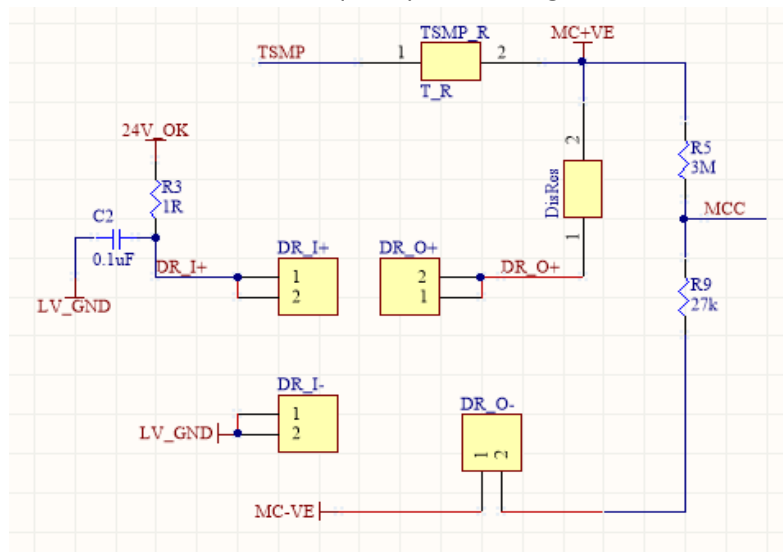 TSMP
1
TSMP_R
2
T_R
MC+VE
24V_OK
R3
1R
C2
0.1uF
LV_GND
DR_I+
DR_I+
1
2
DR_O+
2
1
DR_O+
2
DisRes
1
R5
3M
MCC
R9
27k
DR_I-
1
2
LV_GND
DR_O-
1
2
MC-VE